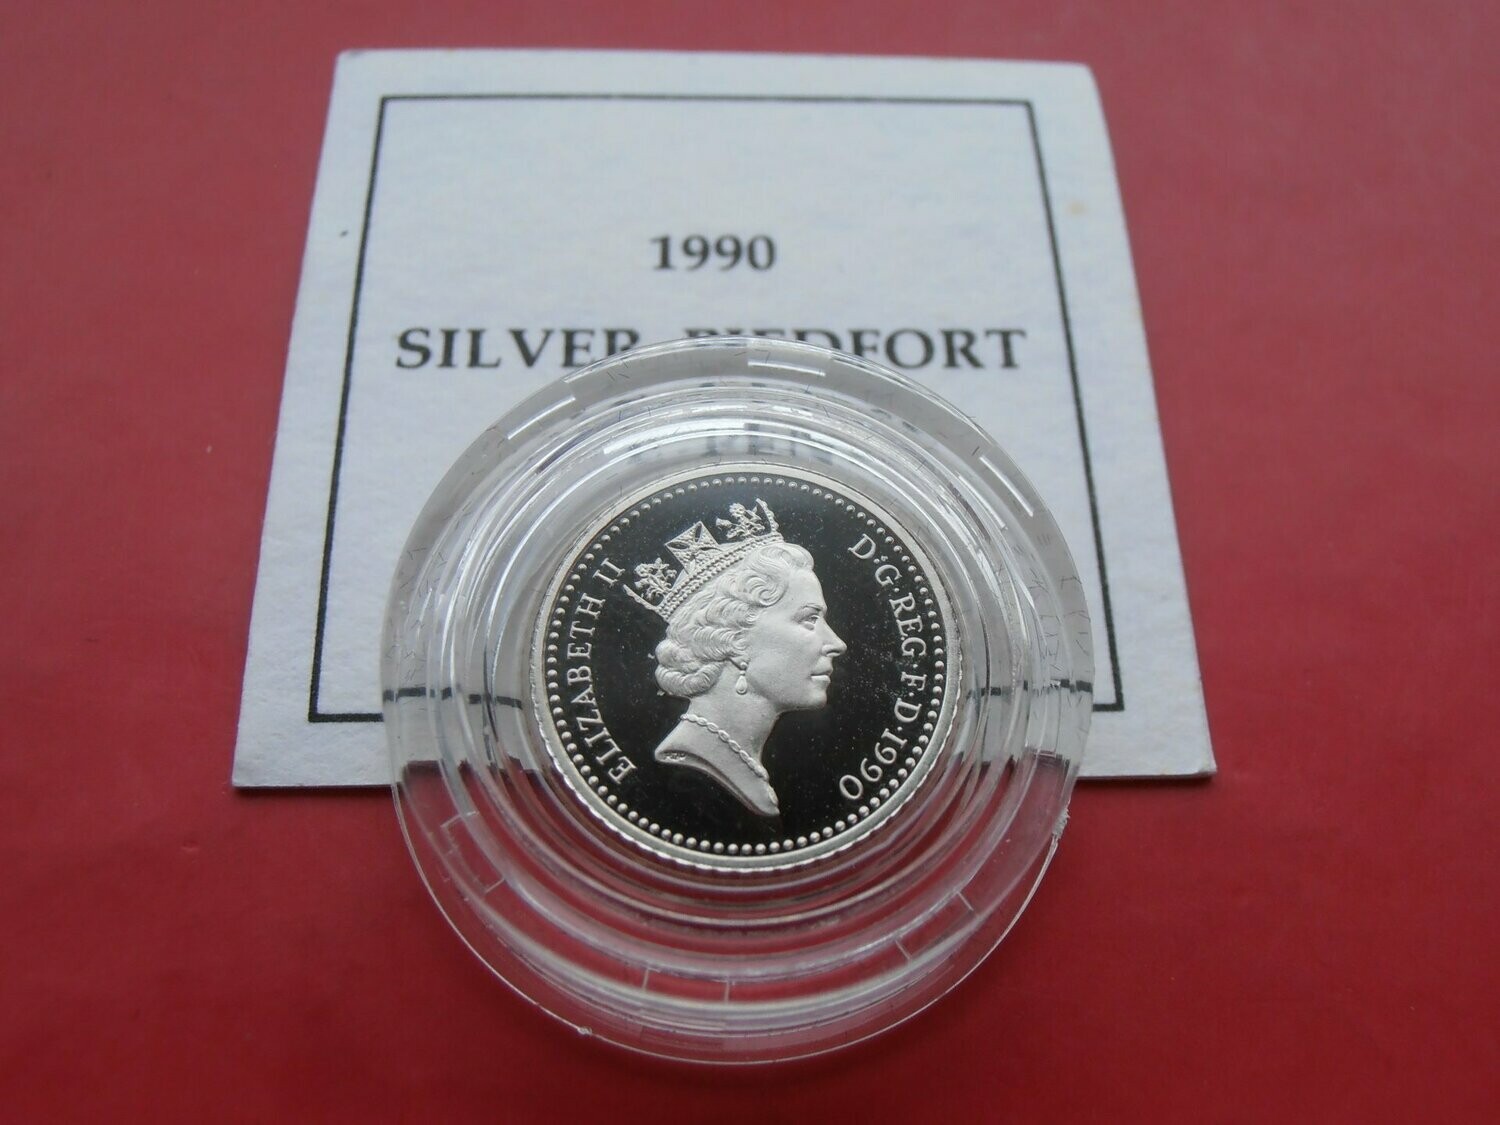 1990
SILVER PIEDFORT
ELIZABETH II
D·G·REG·F·D·1990